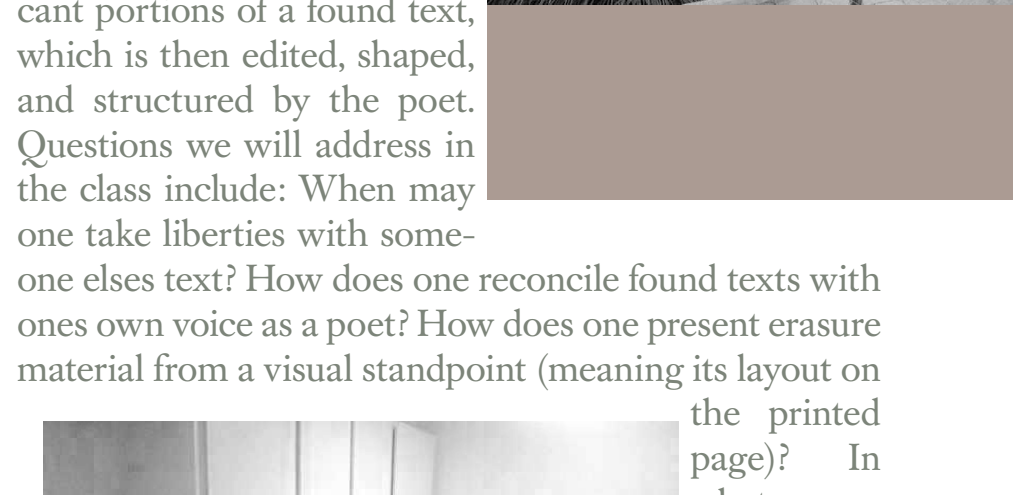 cant portions of a found text,
which is then edited, shaped,
and structured by the poet.
Questions we will address in
the class include: When may
one take liberties with some-
one elses text? How does one reconcile found texts with
ones own voice as a poet? How does one present erasure
material from a visual standpoint (meaning its layout on
the printed
page)? In